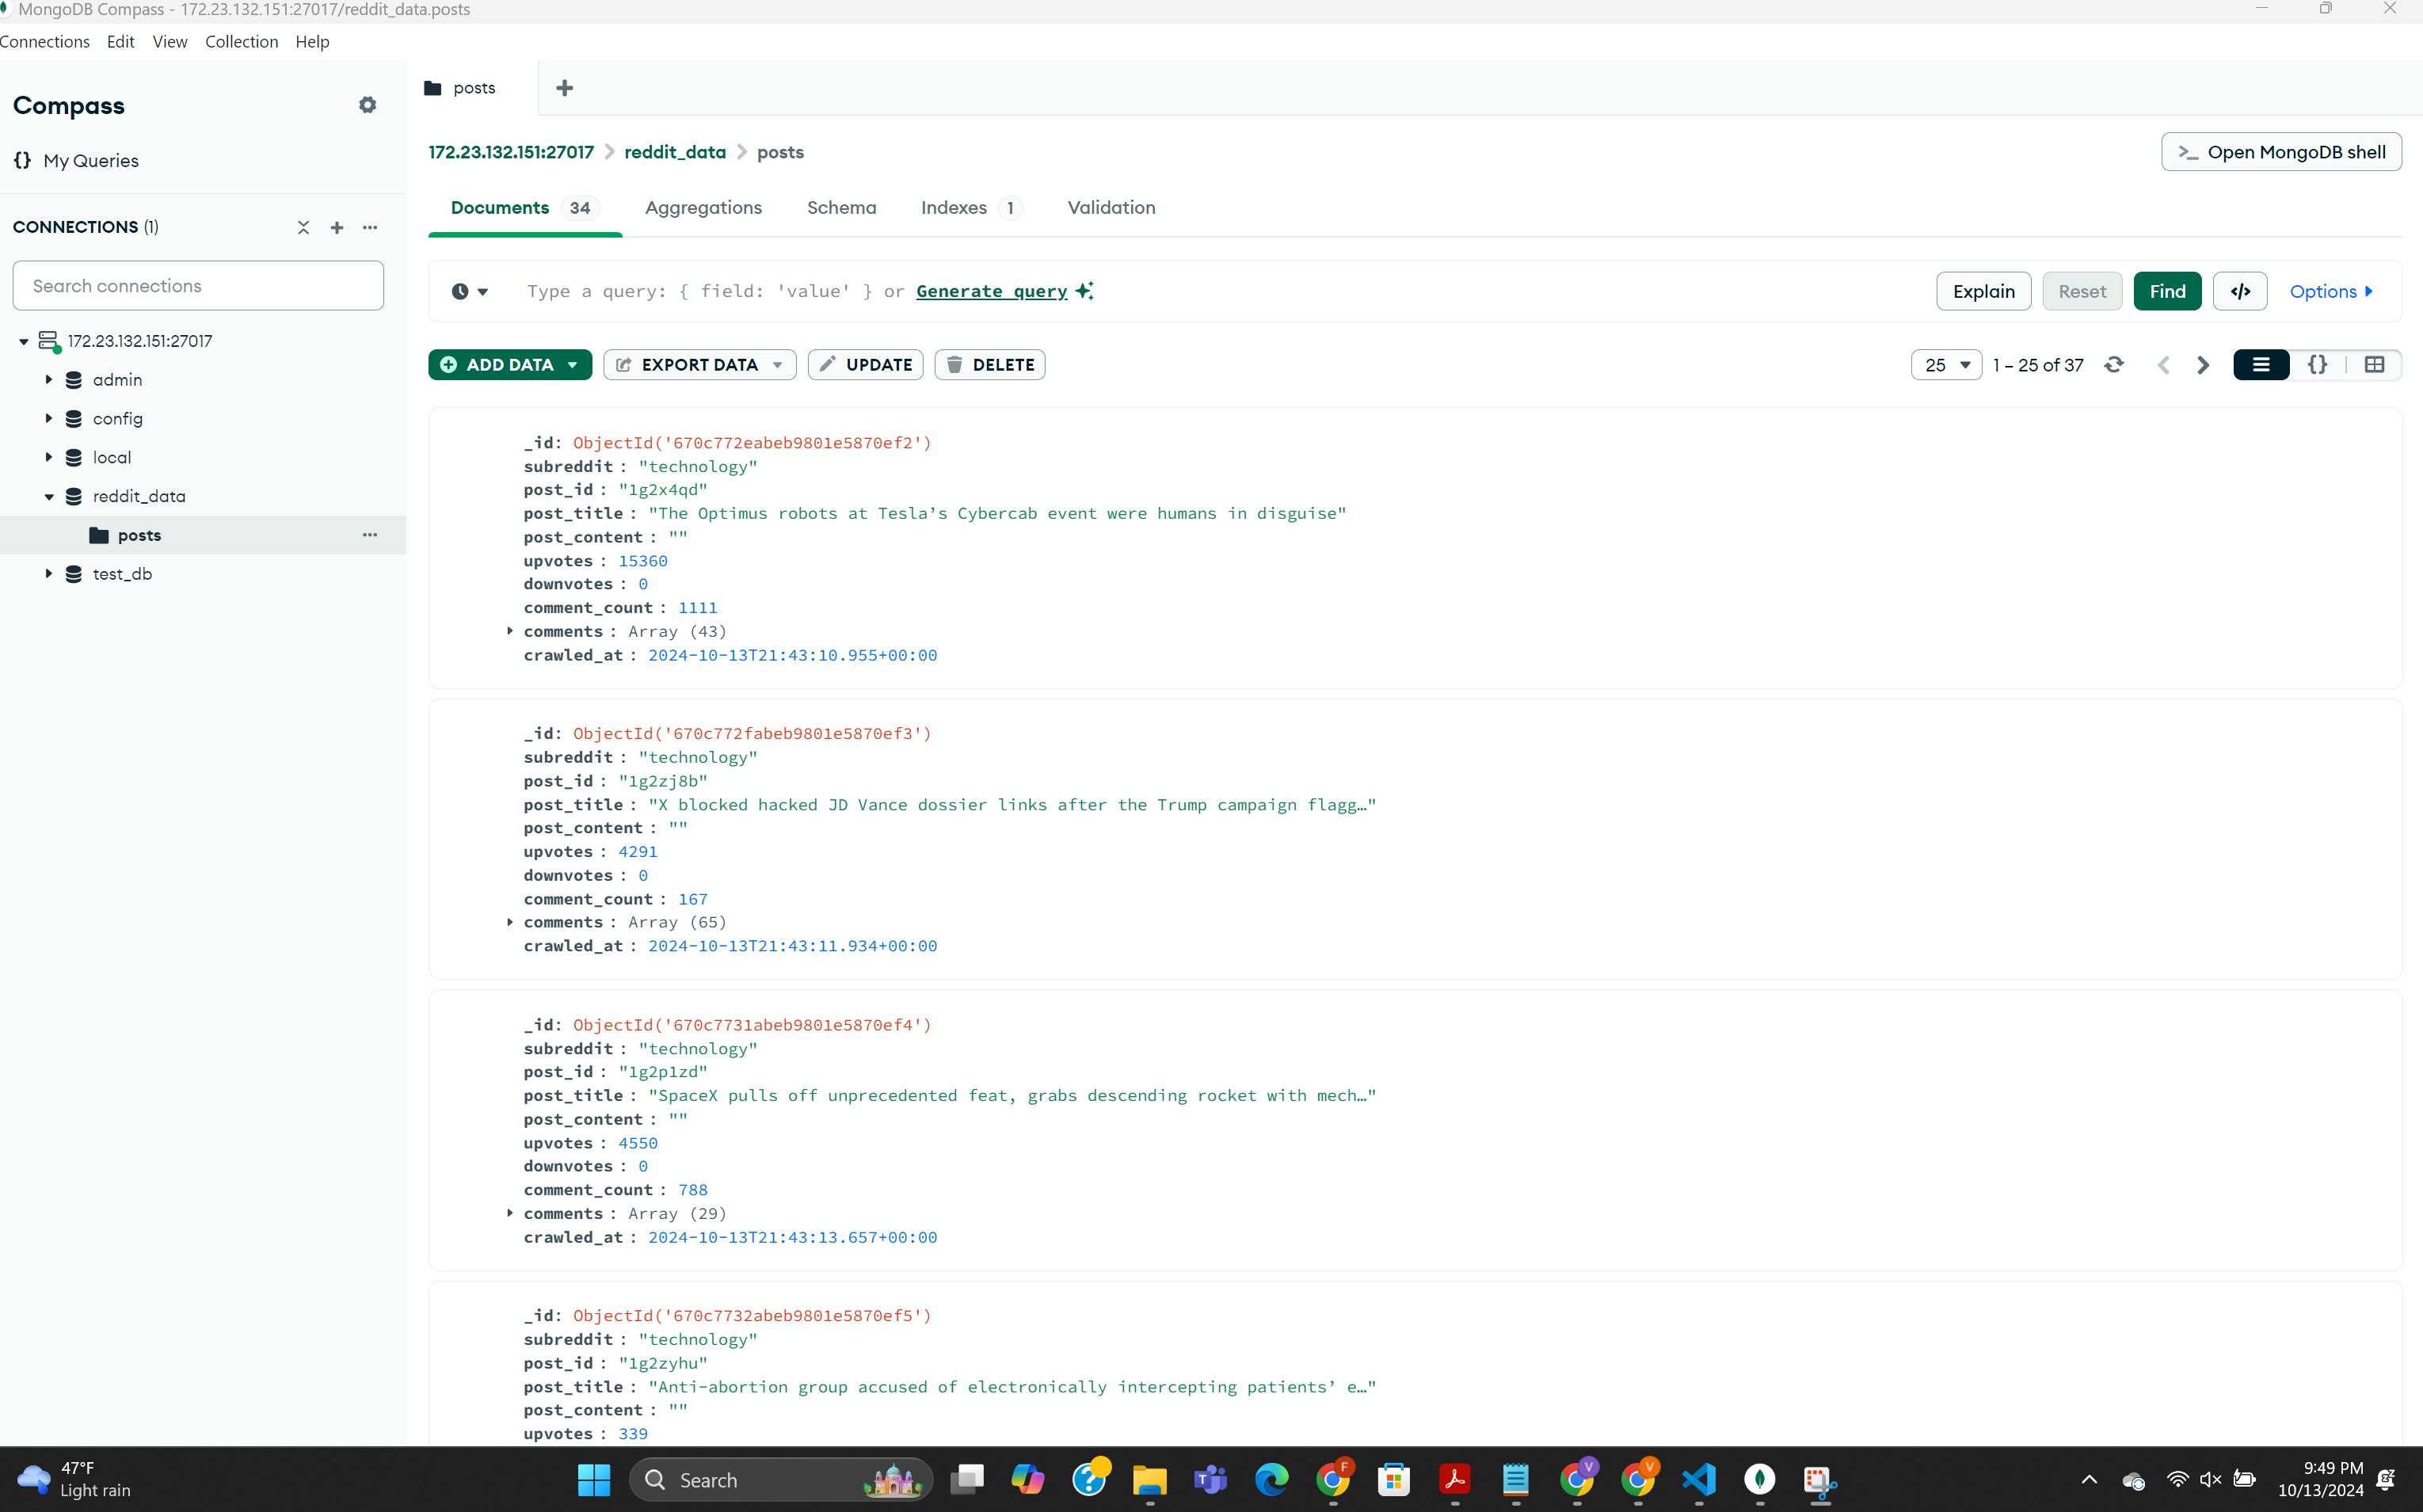 MongoDB Compass - 172.23.132.151:27017/reddit_data.posts
Connections Edit View Collection Help
Compass
My Queries
CONNECTIONS (1)
Search connections
172.23.132.151:27017
admin
config
local
reddit_data
posts
test_db
posts
172.23.132.151:27017 > reddit_data > posts
Open MongoDB shell
Documents 34 Aggregations Schema Indexes 1 Validation
Type a query: { field: 'value' } or Generate query
Explain Reset Find </> Options
ADD DATA EXPORT DATA UPDATE DELETE
25 1 – 25 of 37
_id: ObjectId('670c772eabeb9801e5870ef2')
subreddit : "technology"
post_id : "1g2x4qd"
post_title : "The Optimus robots at Tesla’s Cybercab event were humans in disguise"
post_content : ""
upvotes : 15360
downvotes : 0
comment_count : 1111
comments : Array (43)
crawled_at : 2024-10-13T21:43:10.955+00:00
_id: ObjectId('670c772fabeb9801e5870ef3')
subreddit : "technology"
post_id : "1g2zj8b"
post_title : "X blocked hacked JD Vance dossier links after the Trump campaign flagg…"
post_content : ""
upvotes : 4291
downvotes : 0
comment_count : 167
comments : Array (65)
crawled_at : 2024-10-13T21:43:11.934+00:00
_id: ObjectId('670c7731abeb9801e5870ef4')
subreddit : "technology"
post_id : "1g2p1zd"
post_title : "SpaceX pulls off unprecedented feat, grabs descending rocket with mech…"
post_content : ""
upvotes : 4550
downvotes : 0
comment_count : 788
comments : Array (29)
crawled_at : 2024-10-13T21:43:13.657+00:00
_id: ObjectId('670c7732abeb9801e5870ef5')
subreddit : "technology"
post_id : "1g2zyhu"
post_title : "Anti-abortion group accused of electronically intercepting patients’ e…"
post_content : ""
upvotes : 339
47°F
Light rain
Search
9:49 PM
10/13/2024